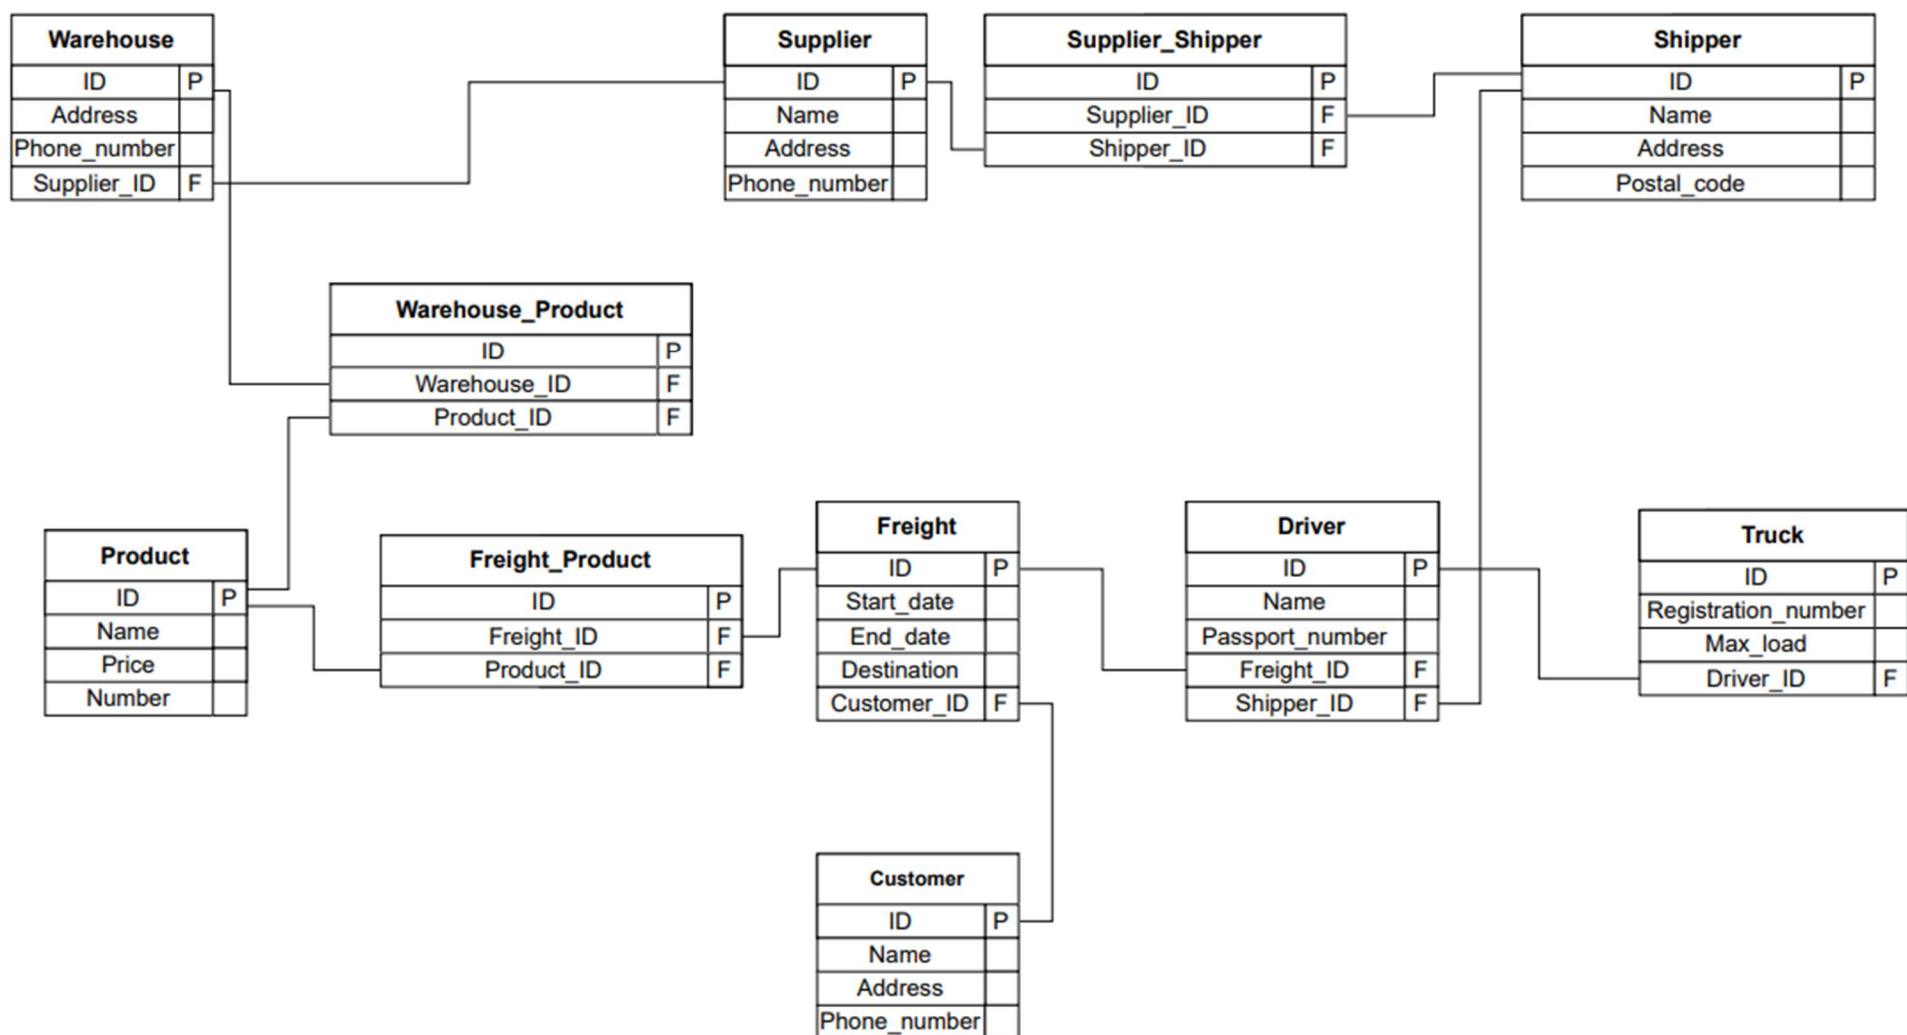 Warehouse
ID P
Address
Phone_number
Supplier_ID F
Supplier
ID P
Name
Address
Phone_number
Supplier_Shipper
ID P
Supplier_ID F
Shipper_ID F
Shipper
ID P
Name
Address
Postal_code
Warehouse_Product
ID P
Warehouse_ID F
Product_ID F
Product
ID P
Name
Price
Number
Freight_Product
ID P
Freight_ID F
Product_ID F
Freight
ID P
Start_date
End_date
Destination
Customer_ID F
Driver
ID P
Name
Passport_number
Freight_ID F
Shipper_ID F
Truck
ID P
Registration_number
Max_load
Driver_ID F
Customer
ID P
Name
Address
Phone_number